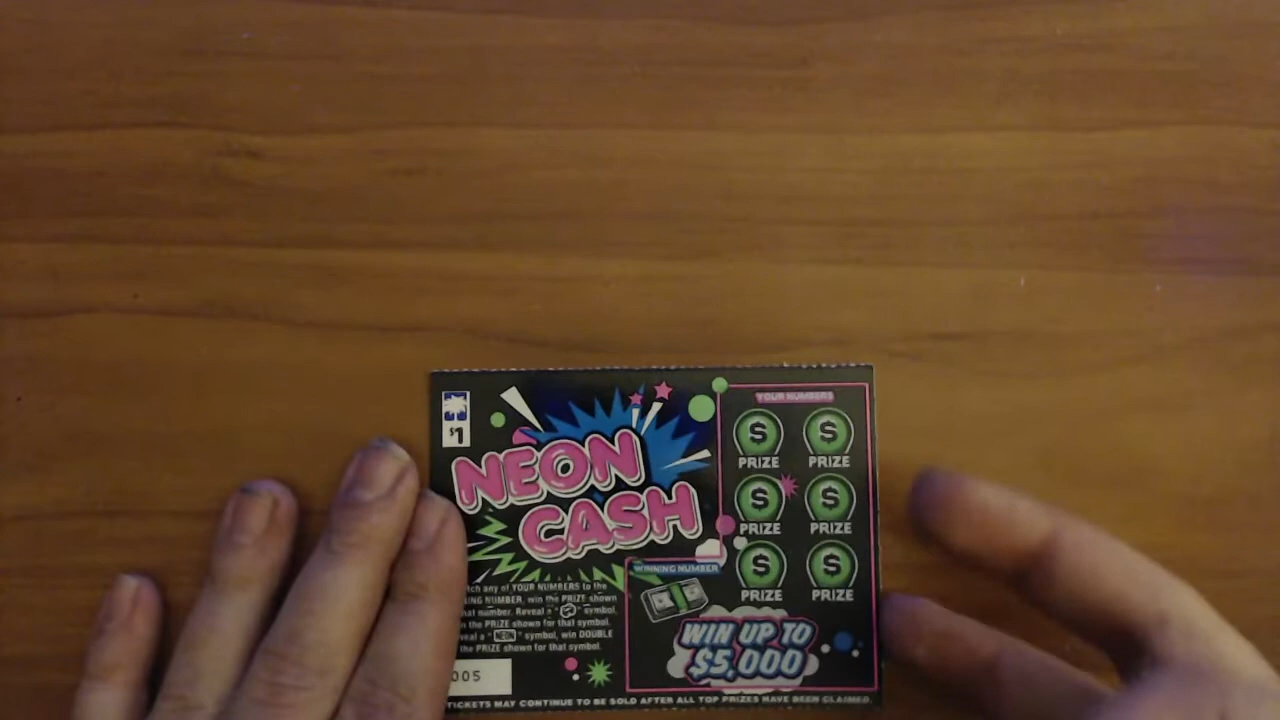 $1
NEON
CASH
YOUR NUMBERS
$ $
PRIZE PRIZE
$ $
PRIZE PRIZE
$ $
PRIZE PRIZE
WINNING NUMBER
tch any of YOUR NUMBERS to the
NUMBER, win the PRIZE shown
number. Reveal a " " symbol,
the PRIZE shown for that symbol.
a "NEON" symbol, win DOUBLE
the PRIZE shown for that symbol.
WIN UP TO
$5,000
005
TICKETS MAY CONTINUE TO BE SOLD AFTER ALL TOP PRIZES HAVE BEEN CLAIMED.